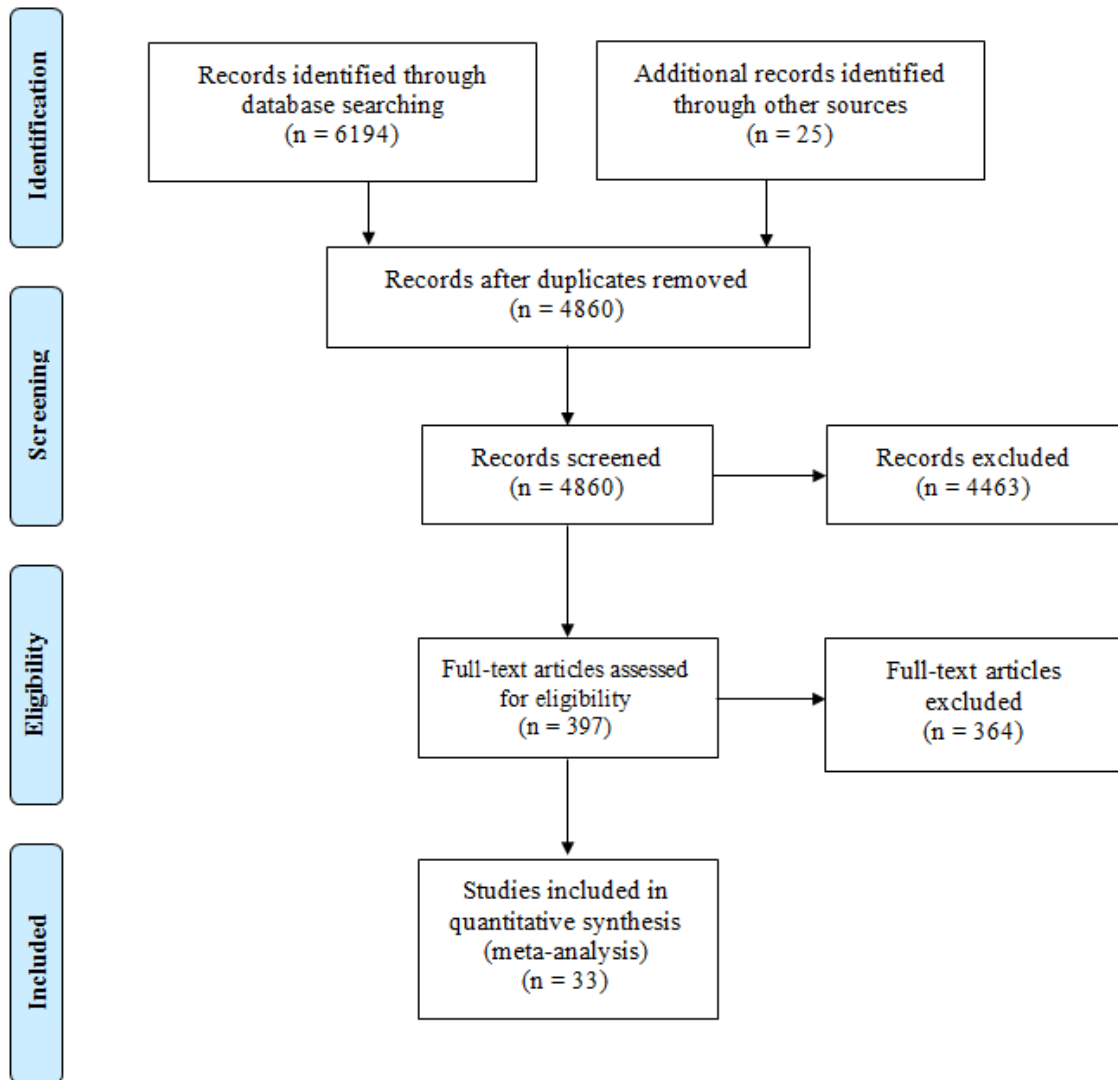 Identification
Records identified through
database searching
(n = 6194)
Additional records identified
through other sources
(n = 25)
Records after duplicates removed
(n = 4860)
Screening
Records screened
(n = 4860)
Records excluded
(n = 4463)
Eligibility
Full-text articles assessed
for eligibility
(n = 397)
Full-text articles
excluded
(n = 364)
Included
Studies included in
quantitative synthesis
(meta-analysis)
(n = 33)